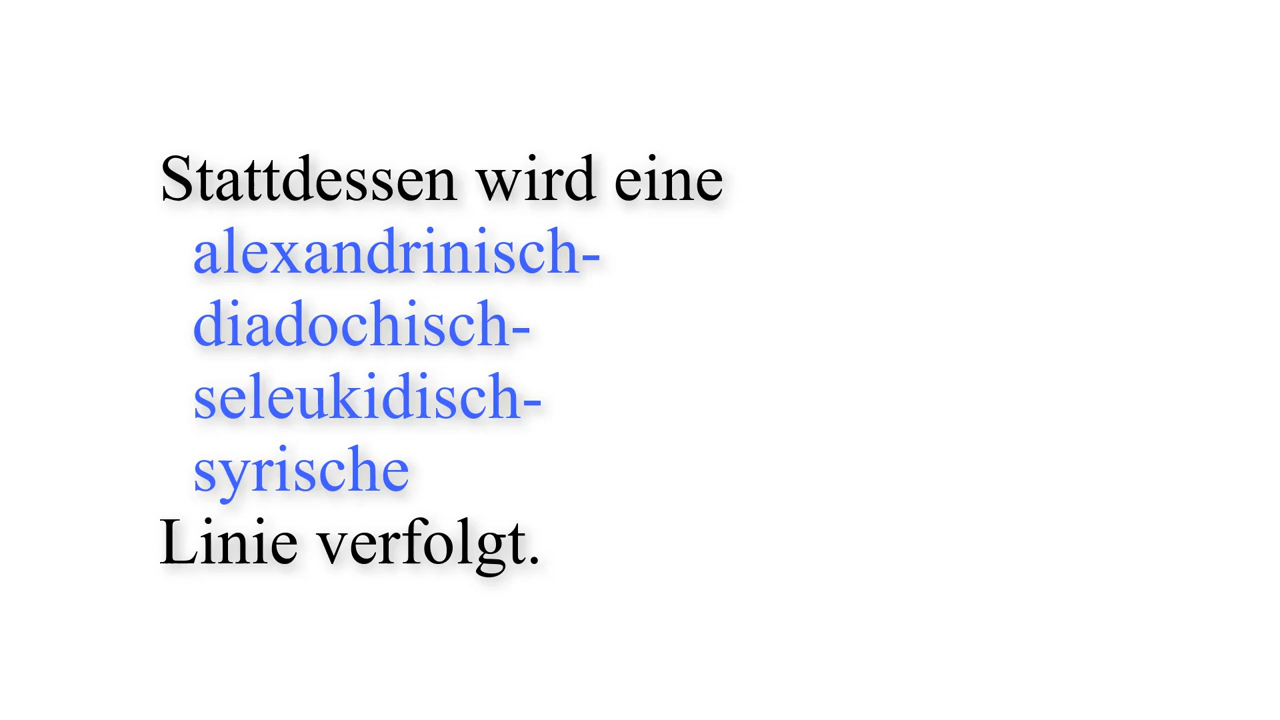 Stattdessen wird eine
alexandrinisch-
diadochisch-
seleukidisch-
syrische
Linie verfolgt.